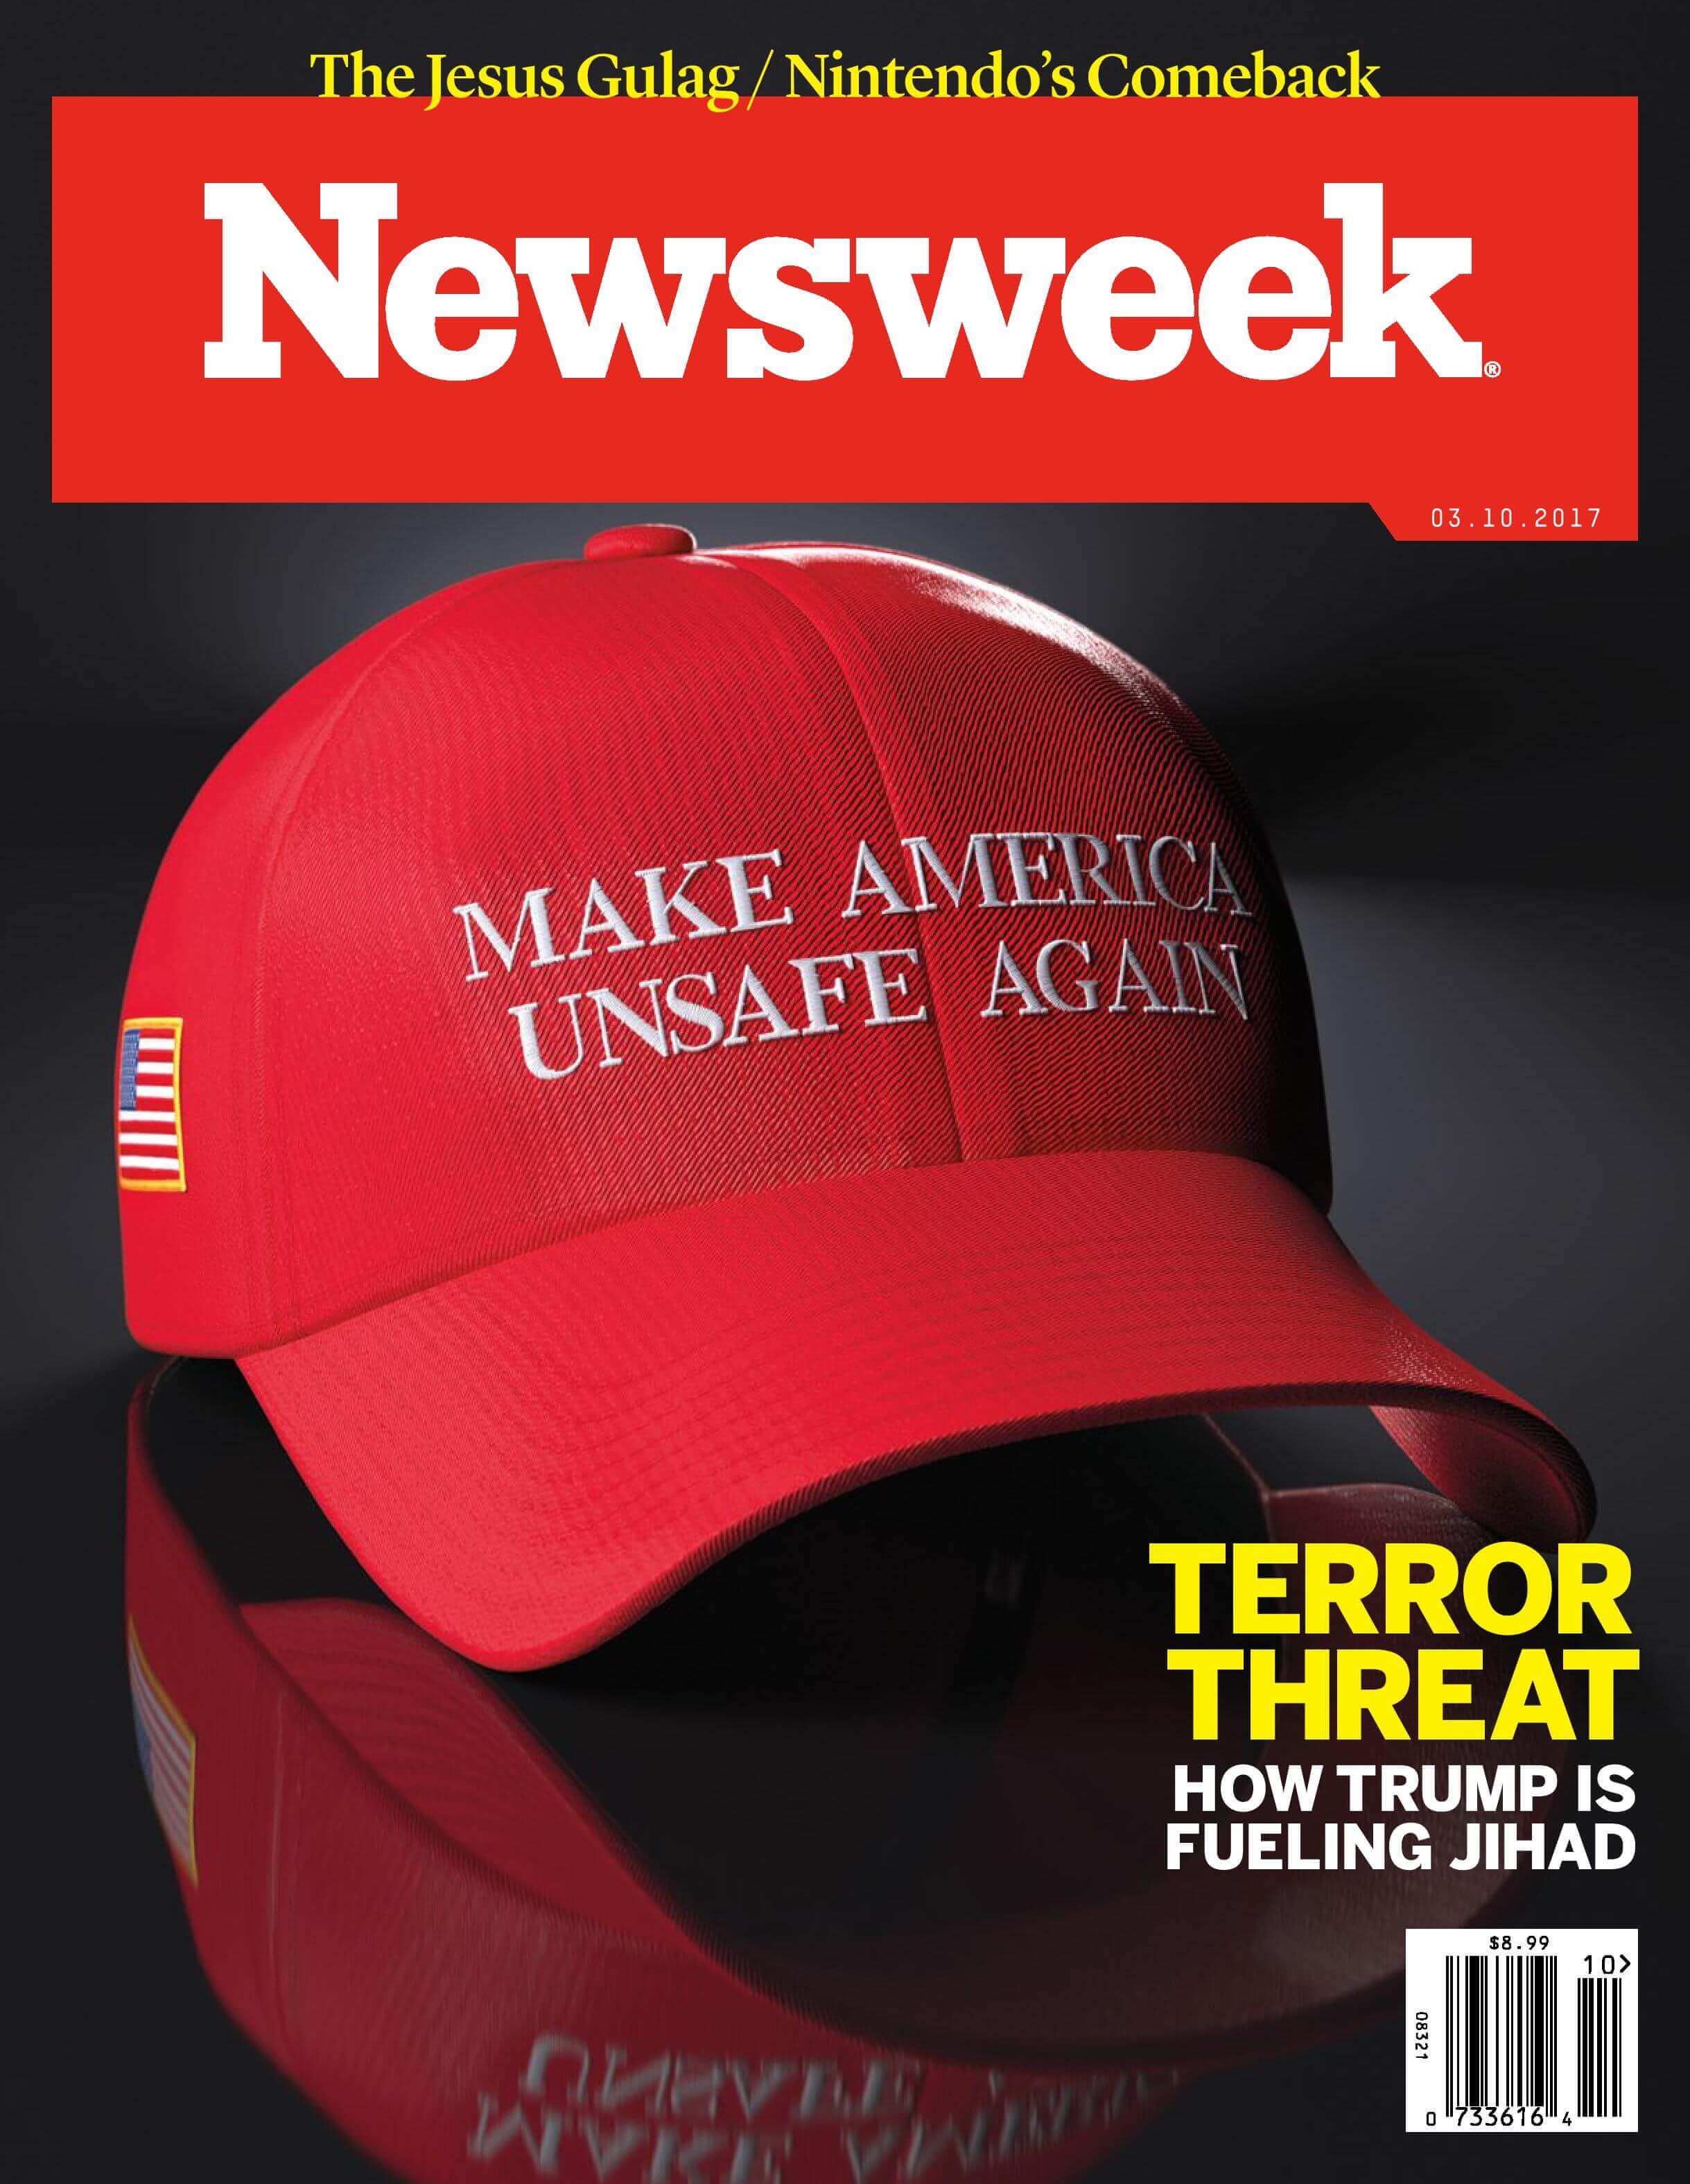 The Jesus Gulag / Nintendo's Comeback
Newsweek®
03.10.2017
MAKE AMERICA
UNSAFE AGAIN
TERROR
THREAT
HOW TRUMP IS
FUELING JIHAD
$8.99
10>
08321
0 733616 4